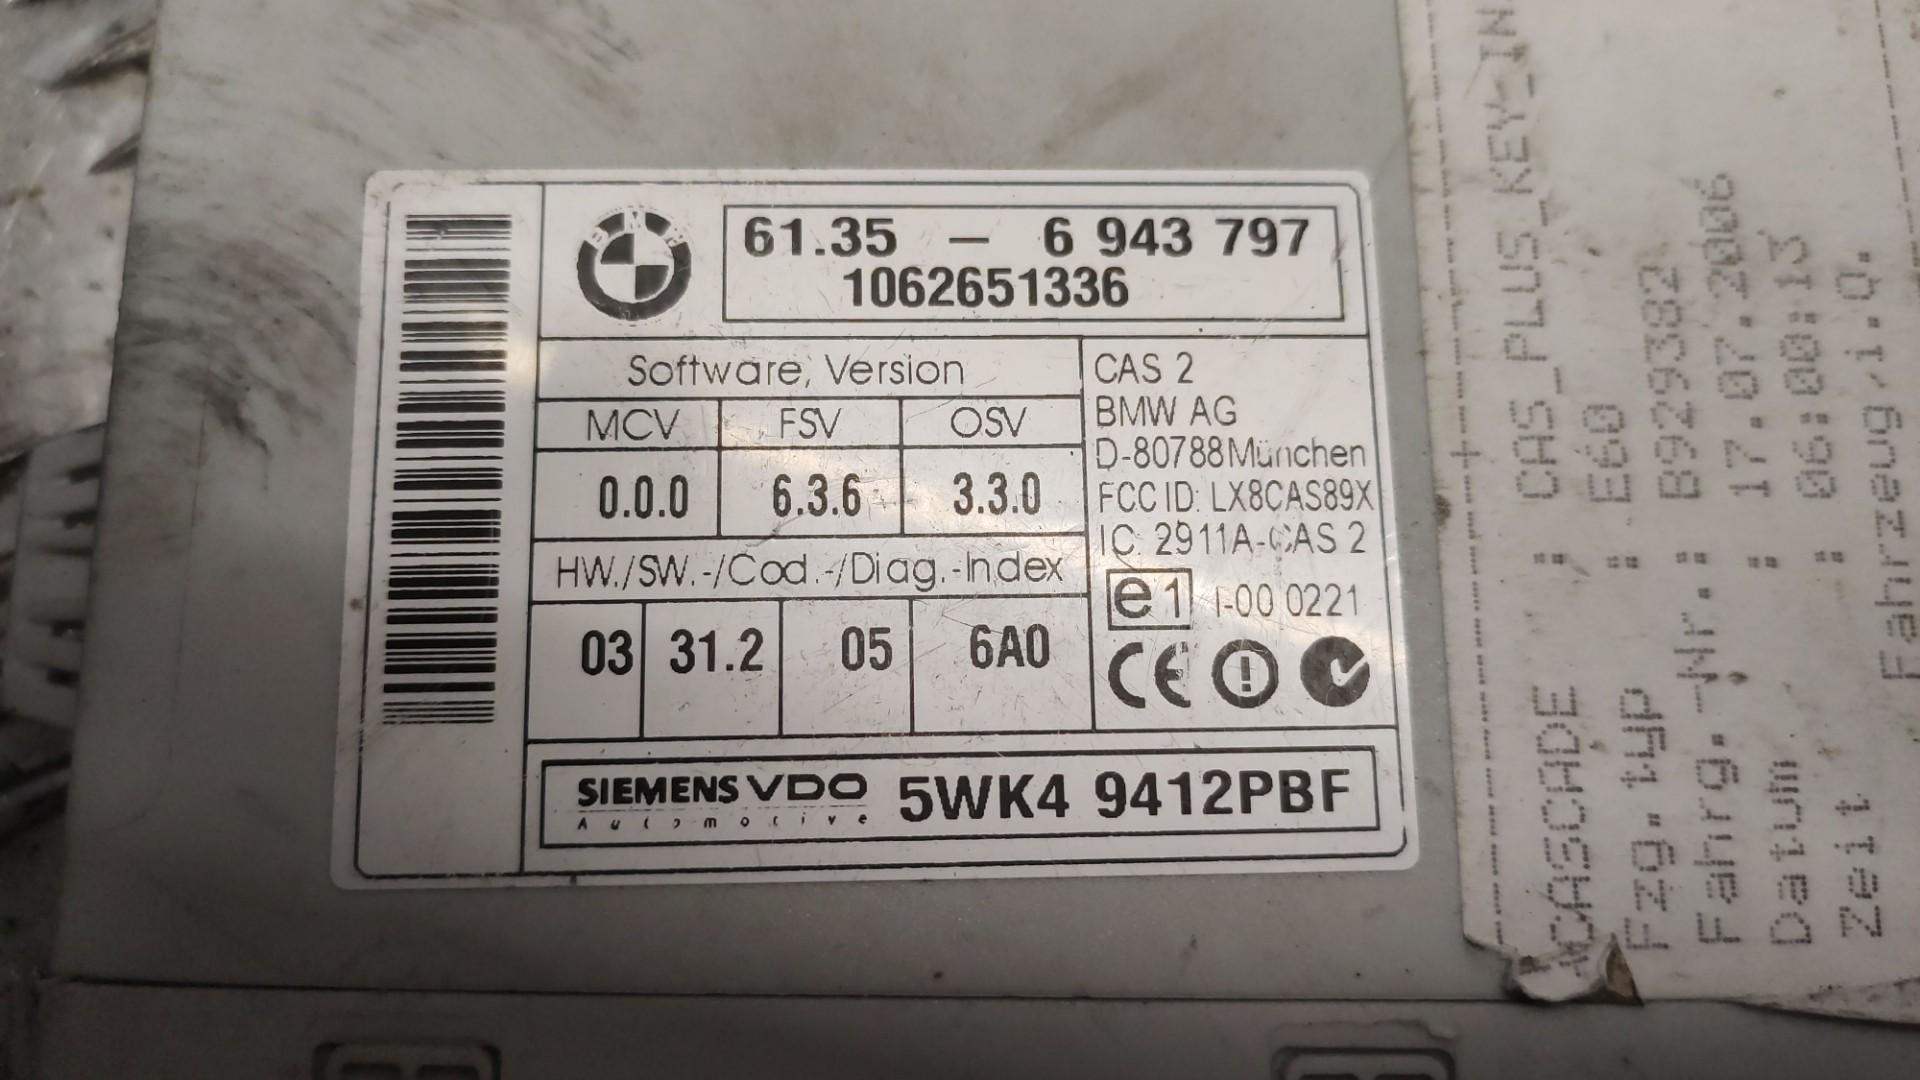 BMW
61.35 – 6 943 797
1062651336
Software, Version
MCV FSV OSV
0.0.0 6.3.6 3.3.0
HW./SW.-/Cod.-/Diag.-Index
03 31.2 05 6A0
CAS 2
BMW AG
D-80788 München
FCC ID: LX8CAS89X
IC: 2911A-CAS 2
e1 I-00 0221
CE
SIEMENS VDO 5WK4 9412PBF
Automotive
CASCADE : CAS_PLUS_KEY_IN
Fzg.typ : E60
Fahrg.-Nr.: B929382
Datum : 17.07.2006
Zeit : 06:00:13
Fahrzeug i.O.